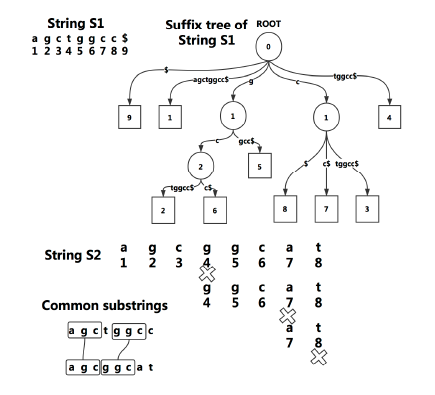 String S1
a g c t g g c c $
1 2 3 4 5 6 7 8 9
Suffix tree of
String S1
ROOT
0
$
agctggcc$
g
c
tggcc$
9
1
1
1
4
c
gcc$
2
5
$
c$
tggcc$
tggcc$
c$
2
6
8
7
3
String S2
a g c g g c a t
1 2 3 4 5 6 7 8
g g c a t
4 5 6 7 8
a t
7 8
Common substrings
a g c t g g c c
a g c g g c a t